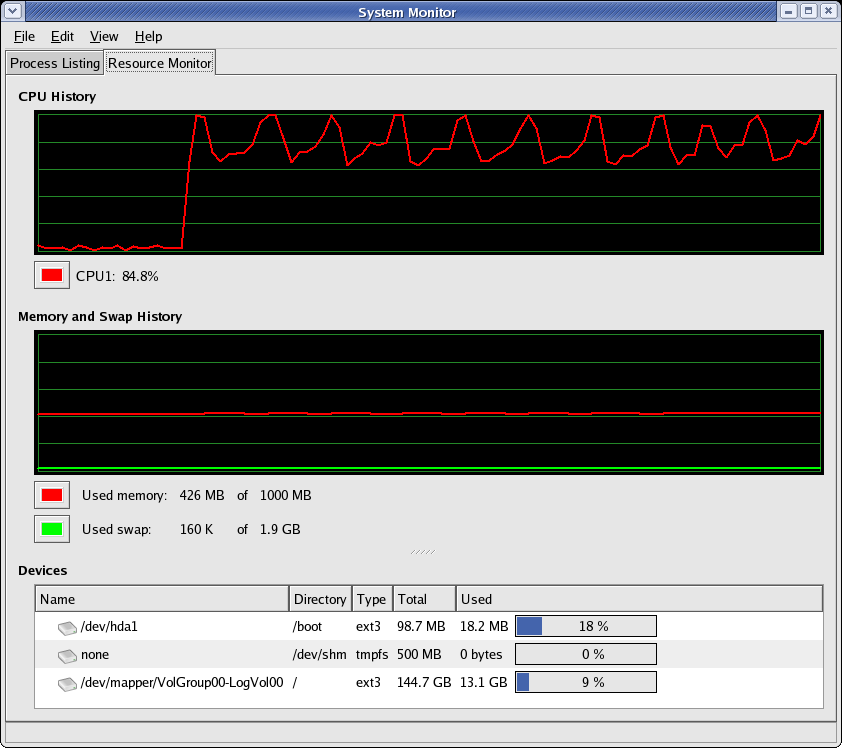 System Monitor
File Edit View Help
Process Listing Resource Monitor
CPU History
CPU1: 84.8%
Memory and Swap History
Used memory: 426 MB of 1000 MB
Used swap: 160 K of 1.9 GB
Devices
Name Directory Type Total Used
/dev/hda1 /boot ext3 98.7 MB 18.2 MB 18 %
none /dev/shm tmpfs 500 MB 0 bytes 0 %
/dev/mapper/VolGroup00-LogVol00 / ext3 144.7 GB 13.1 GB 9 %